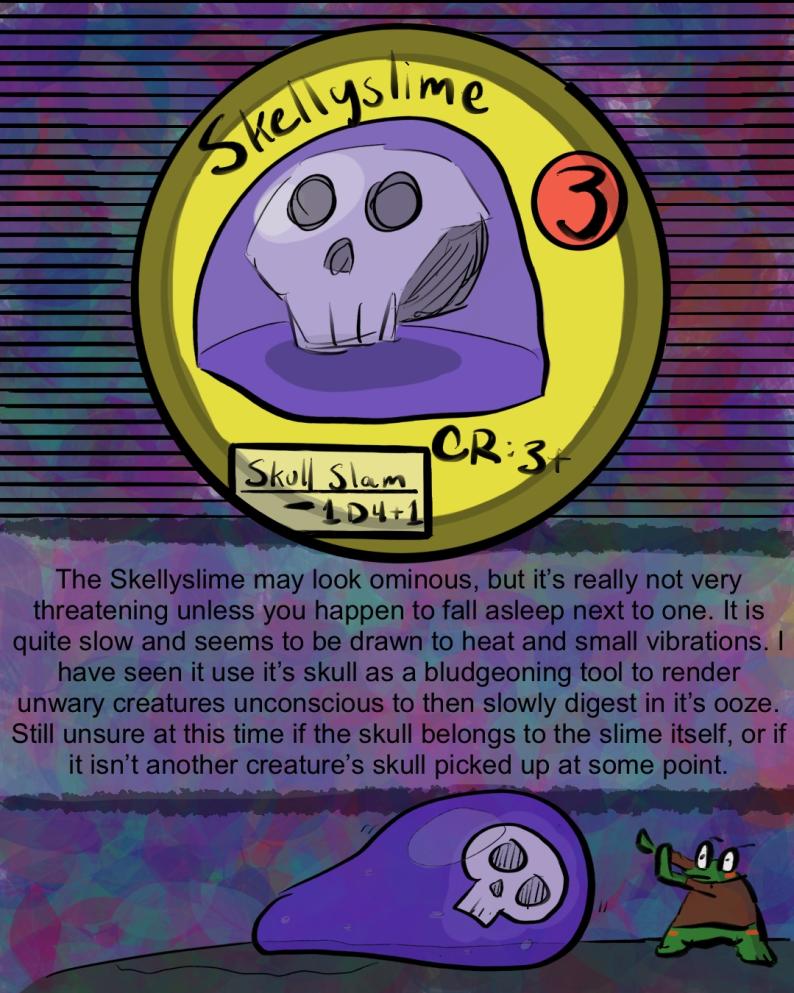 Skellyslime
3
CR: 3+
Skull Slam
- 1D4+1
The Skellyslime may look ominous, but it’s really not very
threatening unless you happen to fall asleep next to one. It is
quite slow and seems to be drawn to heat and small vibrations. I
have seen it use it’s skull as a bludgeoning tool to render
unwary creatures unconscious to then slowly digest in it’s ooze.
Still unsure at this time if the skull belongs to the slime itself, or if
it isn’t another creature’s skull picked up at some point.